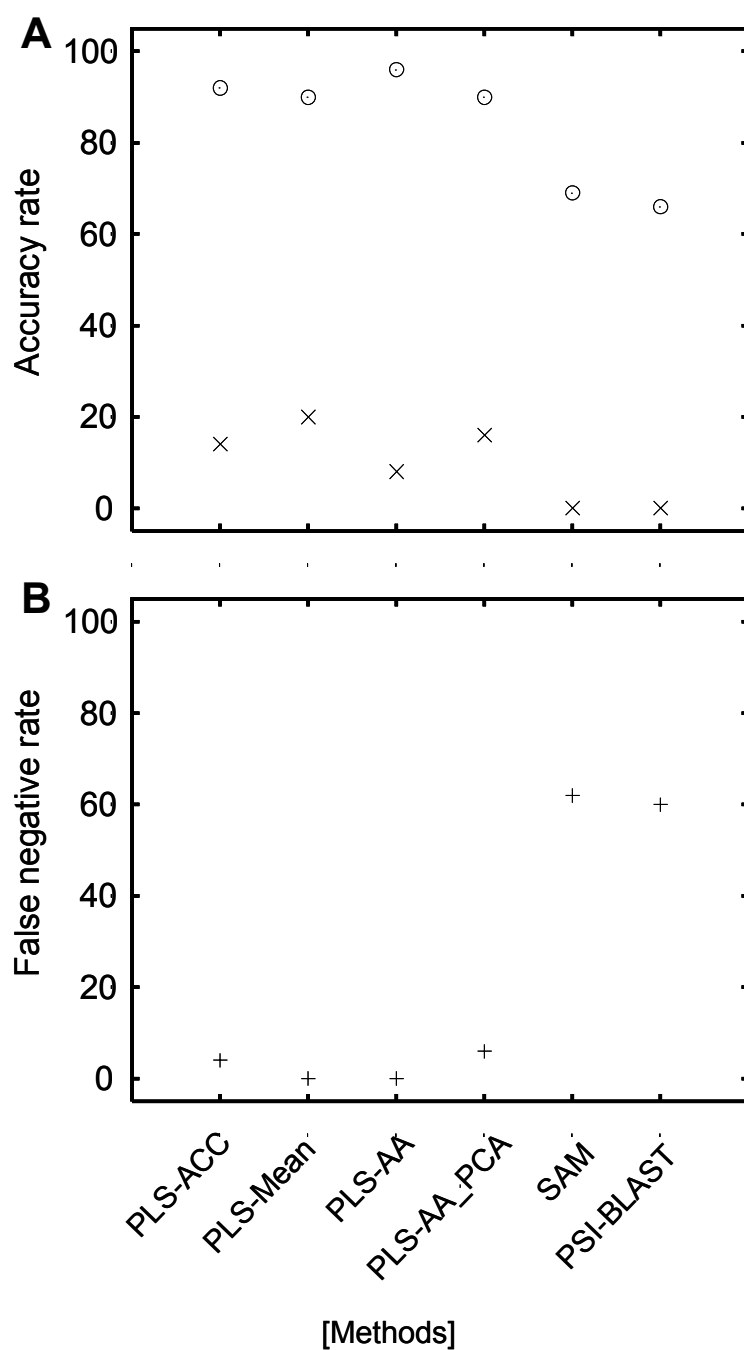 A
Accuracy rate
100
80
60
40
20
0
B
False negative rate
100
80
60
40
20
0
PLS-ACC
PLS-Mean
PLS-AA
PLS-AA_PCA
SAM
PSI-BLAST
[Methods]